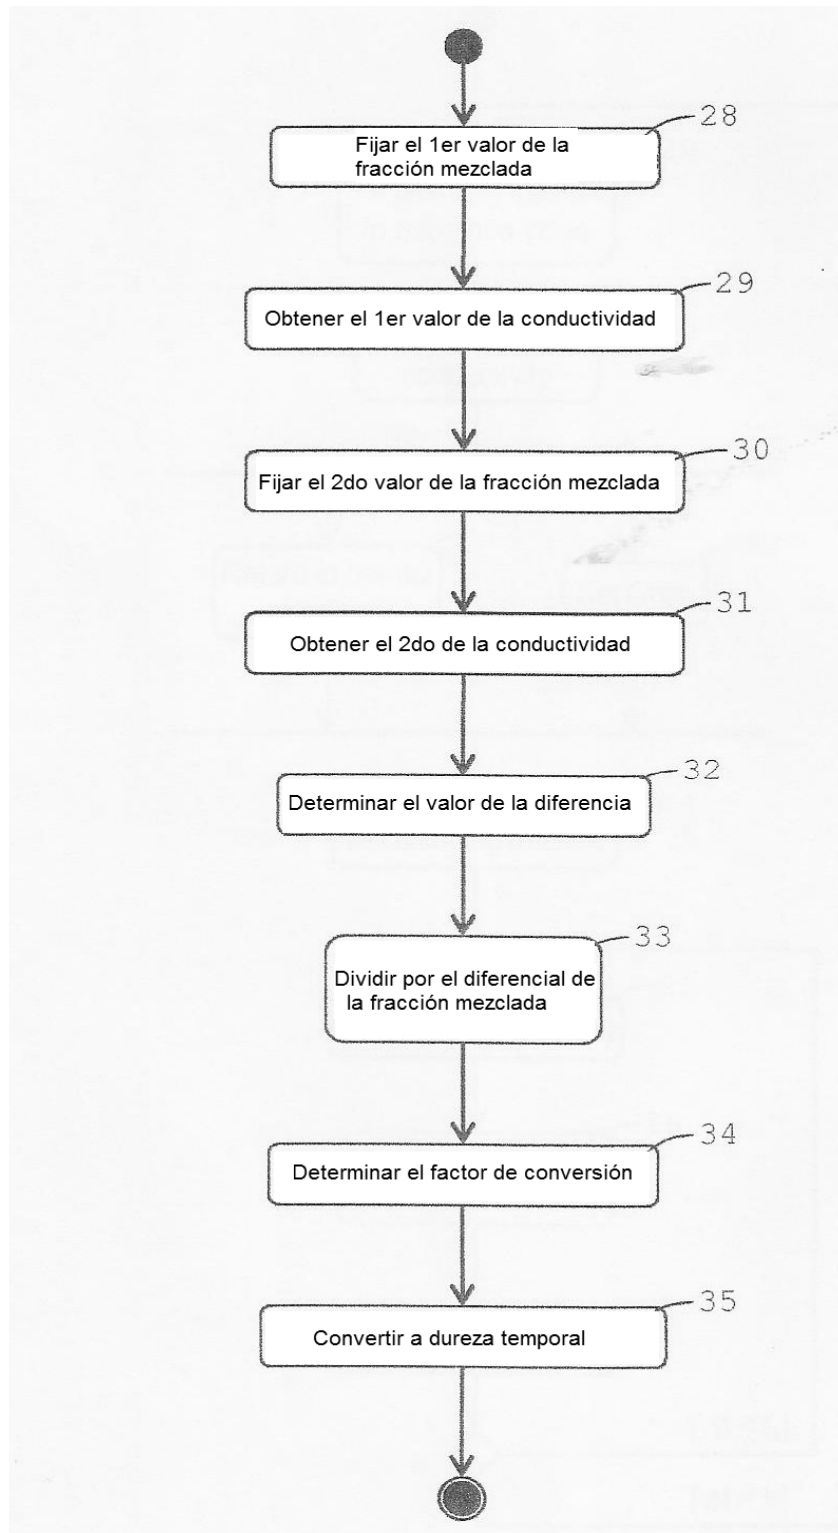 28
Fijar el 1er valor de la
fracción mezclada
29
Obtener el 1er valor de la conductividad
30
Fijar el 2do valor de la fracción mezclada
31
Obtener el 2do de la conductividad
32
Determinar el valor de la diferencia
33
Dividir por el diferencial de
la fracción mezclada
34
Determinar el factor de conversión
35
Convertir a dureza temporal